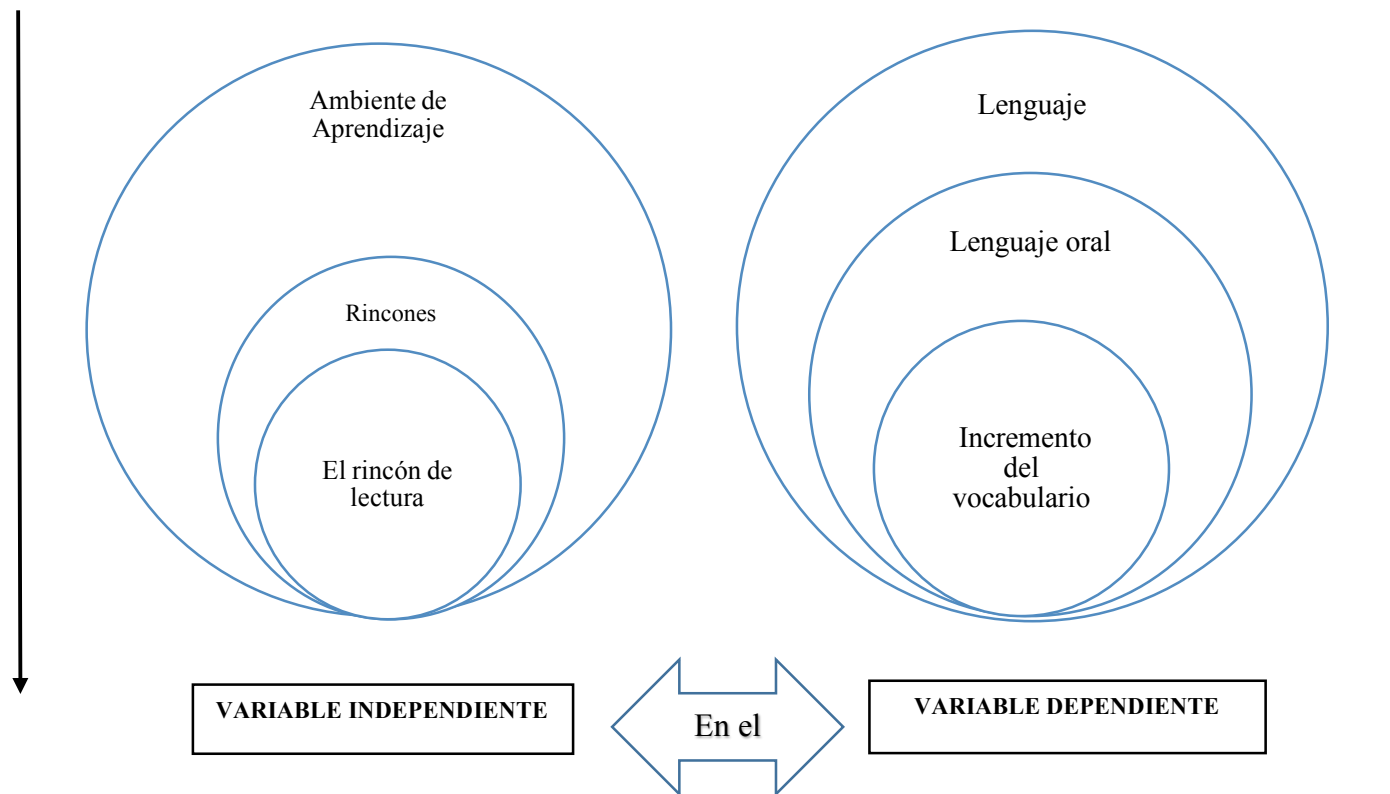 Ambiente de
Aprendizaje
Rincones
El rincón de
lectura
Lenguaje
Lenguaje oral
Incremento
del
vocabulario
VARIABLE INDEPENDIENTE
En el
VARIABLE DEPENDIENTE